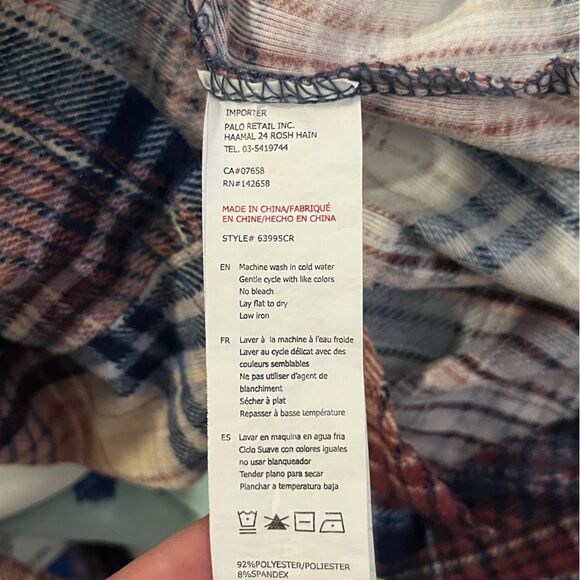 IMPORTER
PALO RETAIL INC.
HAAMAL 24 ROSH HAIN
TEL. 03-5419744
CA#07658
RN#142658
MADE IN CHINA/FABRIQUÉ
EN CHINE/HECHO EN CHINA
STYLE# 63995CR
EN Machine wash in cold water
Gentle cycle with like colors
No bleach
Lay flat to dry
Low iron
FR Laver à la machine à l'eau froide
Laver au cycle délicat avec des
couleurs semblables
Ne pas utiliser d'agent de
blanchiment
Sécher à plat
Repasser à basse température
ES Lavar en maquina en agua fria
Ciclo Suave con colores iguales
no usar blanqueador
Tender plano para secar
Planchar a temperatura baja
92%POLYESTER/POLIESTER
8%SPANDEX